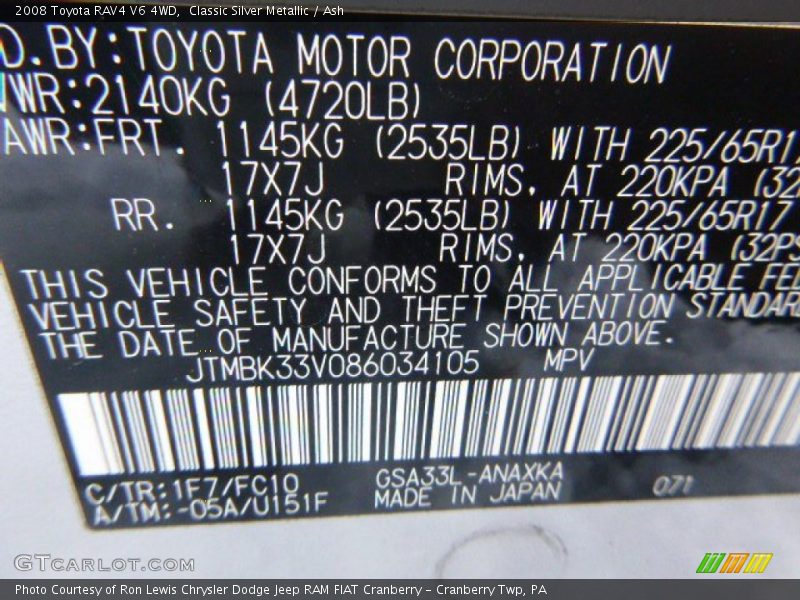 2008 Toyota RAV4 V6 4WD, Classic Silver Metallic / Ash
D.BY:TOYOTA MOTOR CORPORATION
VWR:2140KG (4720LB)
AWR:FRT. 1145KG (2535LB) WITH 225/65R17
17X7J RIMS, AT 220KPA (32
RR. 1145KG (2535LB) WITH 225/65R17
17X7J RIMS, AT 220KPA (32PS
THIS VEHICLE CONFORMS TO ALL APPLICABLE FED
VEHICLE SAFETY AND THEFT PREVENTION STANDARD
THE DATE OF MANUFACTURE SHOWN ABOVE.
JTMBK33V086034105 MPV
C/TR:1F7/FC10 GSA33L-ANAXKA 071
A/TM:-05A/U151F MADE IN JAPAN
GTCARLOT.COM
Photo Courtesy of Ron Lewis Chrysler Dodge Jeep RAM FIAT Cranberry - Cranberry Twp, PA